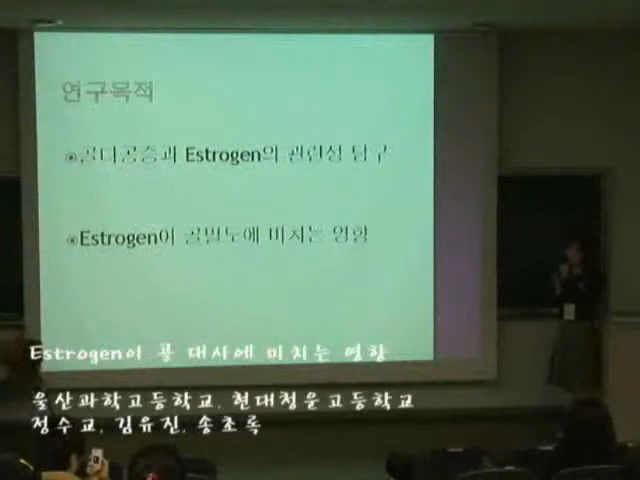 연구목적
골다공증과 Estrogen의 관련성 탐구
Estrogen이 골밀도에 미치는 영향
Estrogen이 골 대사에 미치는 영향
울산과학고등학교, 현대청운고등학교
정수교, 김유진, 송초록